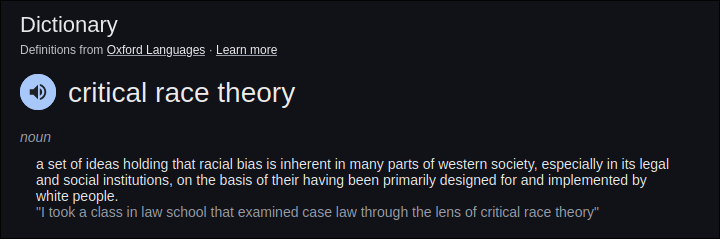 Dictionary
Definitions from Oxford Languages · Learn more
critical race theory
noun
a set of ideas holding that racial bias is inherent in many parts of western society, especially in its legal
and social institutions, on the basis of their having been primarily designed for and implemented by
white people.
"I took a class in law school that examined case law through the lens of critical race theory"